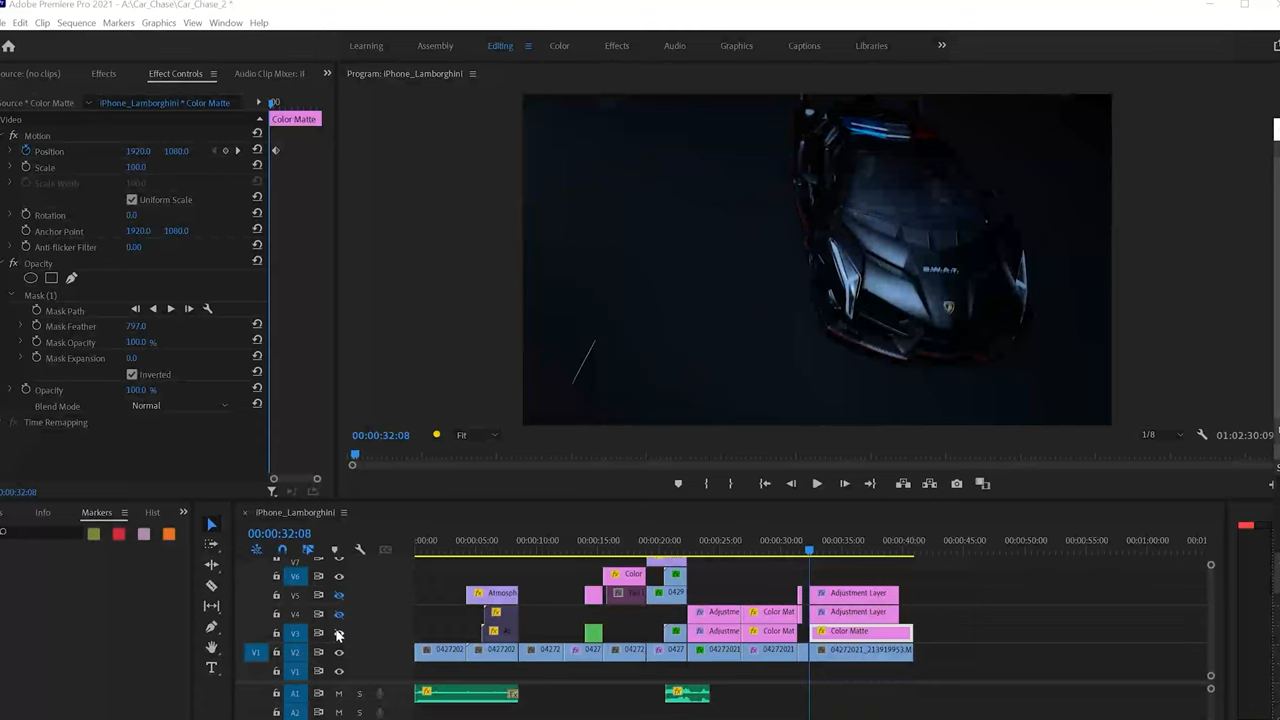 Adobe Premiere Pro 2021 - A:\Car_Chase\Car_Chase_2 *
Edit Clip Sequence Markers Graphics View Window Help
Learning Assembly Editing Color Effects Audio Graphics Captions Libraries
(no clips) Effects Effect Controls Audio Clip Mixer: iI
Program: iPhone_Lamborghini
* Color Matte iPhone_Lamborghini * Color Matte
Video
Color Matte
fx Motion
Position 1920.0 1080.0
Scale 100.0
Scale Width 100.0
Uniform Scale
Rotation 0.0
Anchor Point 1920.0 1080.0
Anti-flicker Filter 0.00
fx Opacity
Mask (1)
Mask Path
Mask Feather 797.0
Mask Opacity 100.0 %
Mask Expansion 0.0
Inverted
Opacity 100.0 %
Blend Mode Normal
fx Time Remapping
S.W.A.T.
00:00:32:08 Fit 1/8 01:02:30:09
00:00:32:08
Info Markers Hist
iPhone_Lamborghini
00:00:32:08
:00:00 00:00:05:00 00:00:10:00 00:00:15:00 00:00:20:00 00:00:25:00 00:00:30:00 00:00:35:00 00:00:40:00 00:00:45:00 00:00:50:00 00:00:55:00 00:01:00:00 00:01
V7
V6 Color
V5 Atmosph 0429 Adjustment Layer
V4 Adjustme Color Mat Adjustment Layer
V3 Adjustme Color Mat Color Matte
V1 V2 0427202 042702 04272 0427 04272 0427 04272021 04272021 04272021_213919953.M
V1
A1 M S
A2 M S